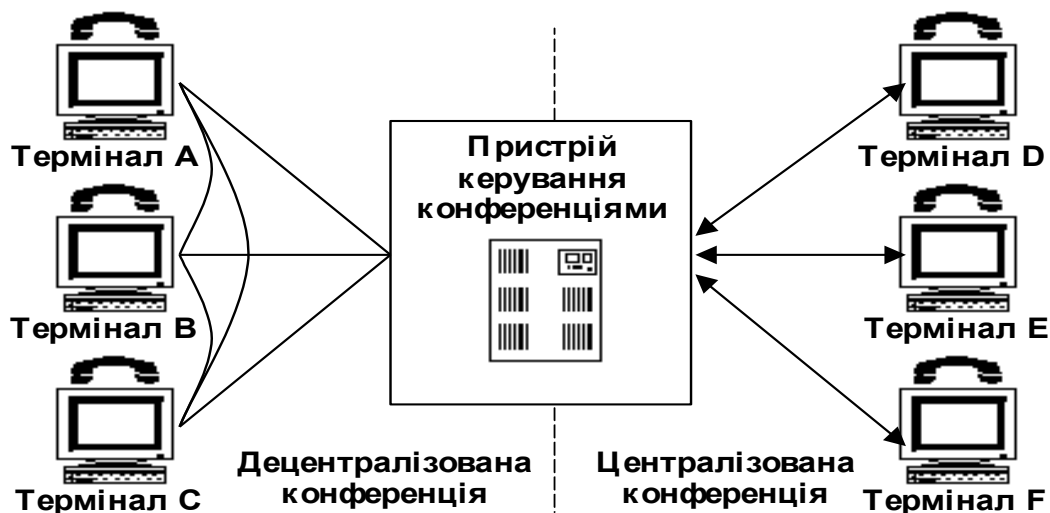 Термінал A
Термінал B
Термінал C
Пристрій
керування
конференціями
Термінал D
Термінал E
Термінал F
Децентралізована
конференція
Централізована
конференція